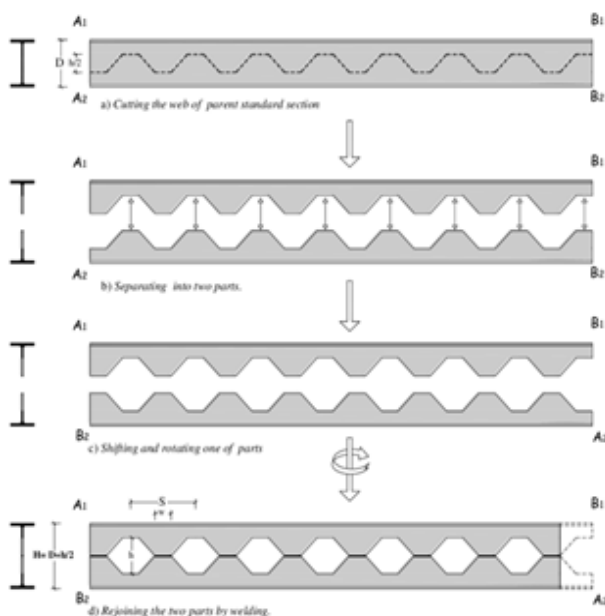 A1 B1
D h/2
A2 B2
a) Cutting the web of parent standard section
A1 B1
A2 B2
b) Separating into two parts.
A1 B1
B2 A2
c) Shifting and rotating one of parts
A1 B1
S
w
H= D+h/2 h
B2 A2
d) Rejoining the two parts by welding.